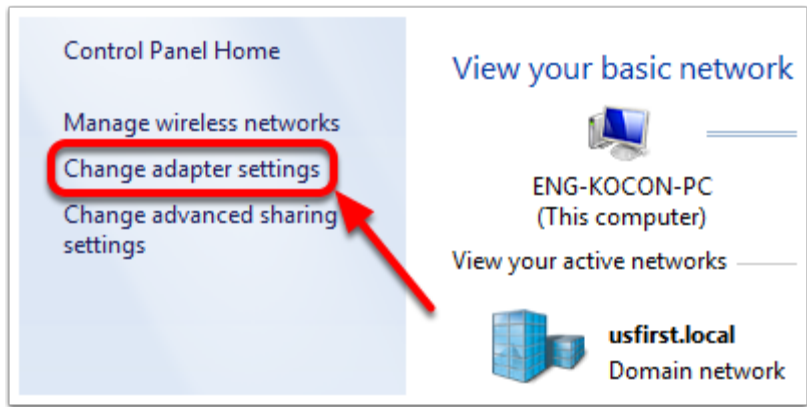 Control Panel Home
Manage wireless networks
Change adapter settings
Change advanced sharing
settings
View your basic network
ENG-KOCON-PC
(This computer)
View your active networks
usfirst.local
Domain network